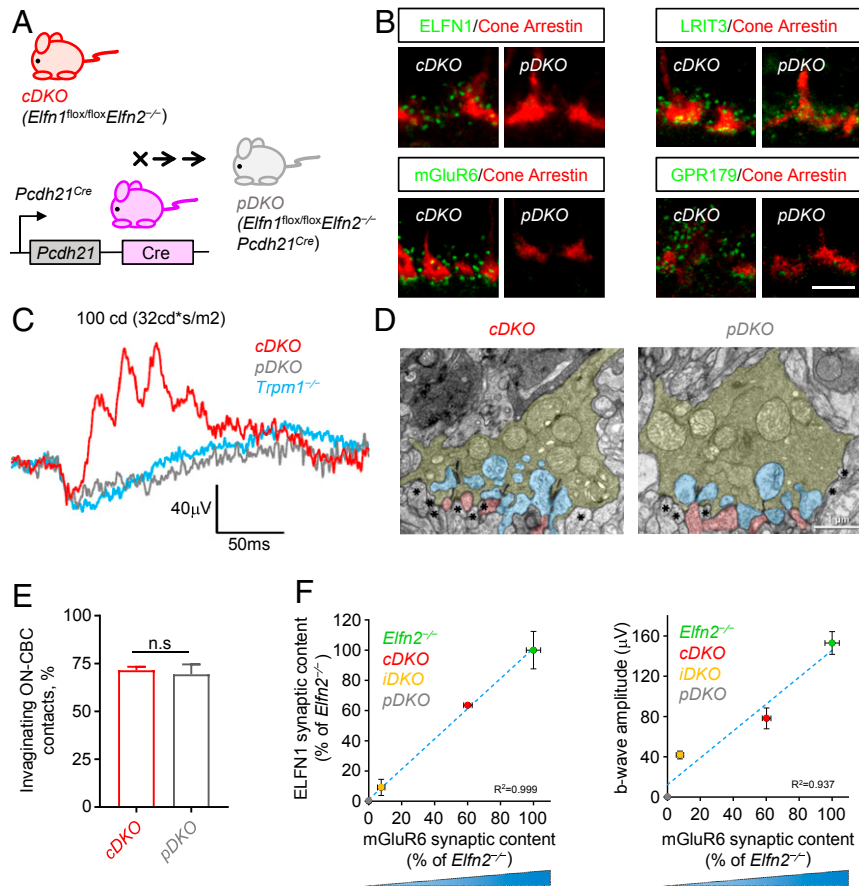 A
cDKO
(Elfn1flox/floxElfn2−/−)
Pcdh21Cre
Pcdh21
Cre
pDKO
(Elfn1flox/floxElfn2−/−
Pcdh21Cre)
B
ELFN1/Cone Arrestin
cDKO
pDKO
LRIT3/Cone Arrestin
cDKO
pDKO
mGluR6/Cone Arrestin
cDKO
pDKO
GPR179/Cone Arrestin
cDKO
pDKO
C
100 cd (32cd*s/m2)
cDKO
pDKO
Trpm1−/−
40µV
50ms
D
cDKO
pDKO
* * * * * *
* * * *
1 µm
E
Invaginating ON-CBC
contacts, %
100
75
50
25
0
n.s
cDKO
pDKO
F
ELFN1 synaptic content
(% of Elfn2−/−)
120
100
80
60
40
20
0
Elfn2−/−
cDKO
iDKO
pDKO
R2=0.999
0 20 40 60 80 100
mGluR6 synaptic content
(% of Elfn2−/−)
b-wave amplitude (µV)
160
120
80
40
0
Elfn2−/−
cDKO
iDKO
pDKO
R2=0.937
0 20 40 60 80 100
mGluR6 synaptic content
(% of Elfn2−/−)